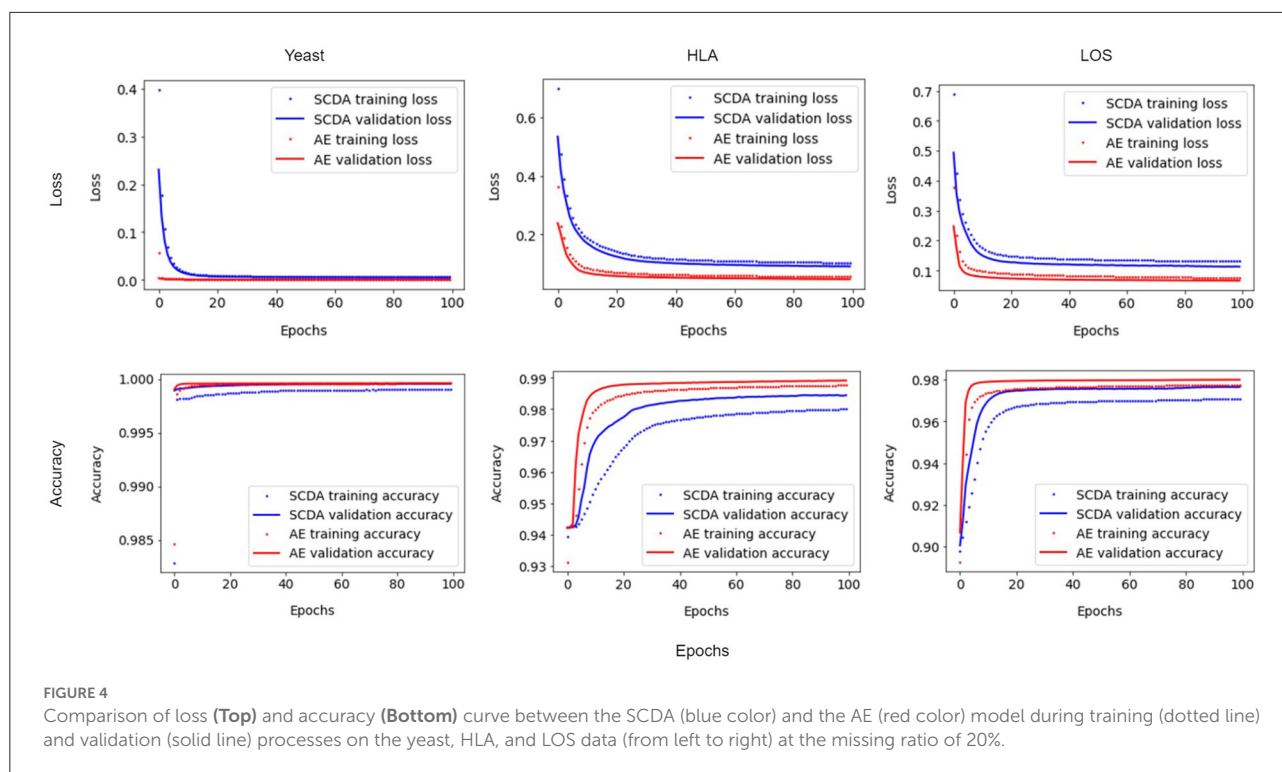 Yeast
HLA
LOS
Loss
Loss
0.4
0.3
0.2
0.1
0.0
SCDA training loss
SCDA validation loss
AE training loss
AE validation loss
0 20 40 60 80 100
Epochs
Loss
0.6
0.4
0.2
SCDA training loss
SCDA validation loss
AE training loss
AE validation loss
0 20 40 60 80 100
Epochs
Loss
0.7
0.6
0.5
0.4
0.3
0.2
0.1
SCDA training loss
SCDA validation loss
AE training loss
AE validation loss
0 20 40 60 80 100
Epochs
Accuracy
Accuracy
1.000
0.995
0.990
0.985
SCDA training accuracy
SCDA validation accuracy
AE training accuracy
AE validation accuracy
0 20 40 60 80 100
Epochs
Accuracy
0.99
0.98
0.97
0.96
0.95
0.94
0.93
SCDA training accuracy
SCDA validation accuracy
AE training accuracy
AE validation accuracy
0 20 40 60 80 100
Epochs
Accuracy
0.98
0.96
0.94
0.92
0.90
SCDA training accuracy
SCDA validation accuracy
AE training accuracy
AE validation accuracy
0 20 40 60 80 100
Epochs
Epochs
FIGURE 4
Comparison of loss (Top) and accuracy (Bottom) curve between the SCDA (blue color) and the AE (red color) model during training (dotted line)
and validation (solid line) processes on the yeast, HLA, and LOS data (from left to right) at the missing ratio of 20%.